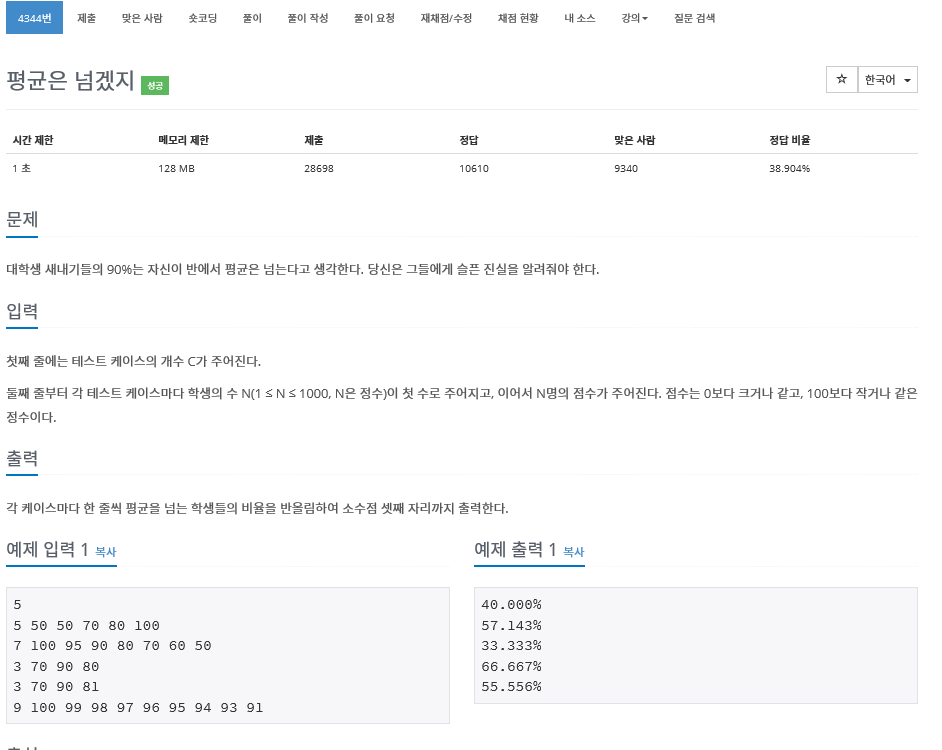 4344번 제출 맞은 사람 숏코딩 풀이 풀이 작성 풀이 요청 재채점/수정 채점 현황 내 소스 강의 질문 검색
평균은 넘겠지 성공 ☆ 한국어
시간 제한 메모리 제한 제출 정답 맞은 사람 정답 비율
1 초 128 MB 28698 10610 9340 38.904%
문제
대학생 새내기들의 90%는 자신이 반에서 평균은 넘는다고 생각한다. 당신은 그들에게 슬픈 진실을 알려줘야 한다.
입력
첫째 줄에는 테스트 케이스의 개수 C가 주어진다.
둘째 줄부터 각 테스트 케이스마다 학생의 수 N(1 ≤ N ≤ 1000, N은 정수)이 첫 수로 주어지고, 이어서 N명의 점수가 주어진다. 점수는 0보다 크거나 같고, 100보다 작거나 같은
정수이다.
출력
각 케이스마다 한 줄씩 평균을 넘는 학생들의 비율을 반올림하여 소수점 셋째 자리까지 출력한다.
예제 입력 1 복사
5
5 50 50 70 80 100
7 100 95 90 80 70 60 50
3 70 90 80
3 70 90 81
9 100 99 98 97 96 95 94 93 91
예제 출력 1 복사
40.000%
57.143%
33.333%
66.667%
55.556%